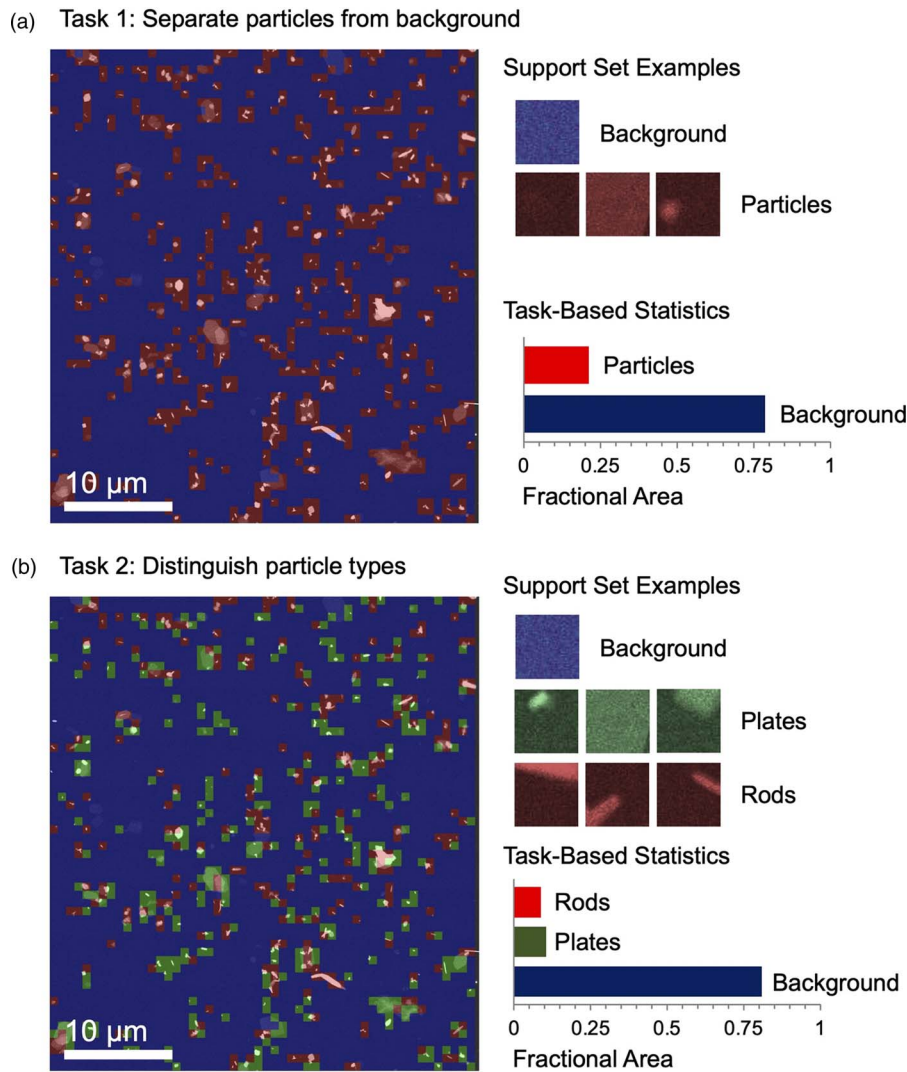 (a) Task 1: Separate particles from background
10 μm
Support Set Examples
Background
Particles
Task-Based Statistics
Particles
Background
0 0.25 0.5 0.75 1
Fractional Area
(b) Task 2: Distinguish particle types
10 μm
Support Set Examples
Background
Plates
Rods
Task-Based Statistics
Rods
Plates
Background
0 0.25 0.5 0.75 1
Fractional Area